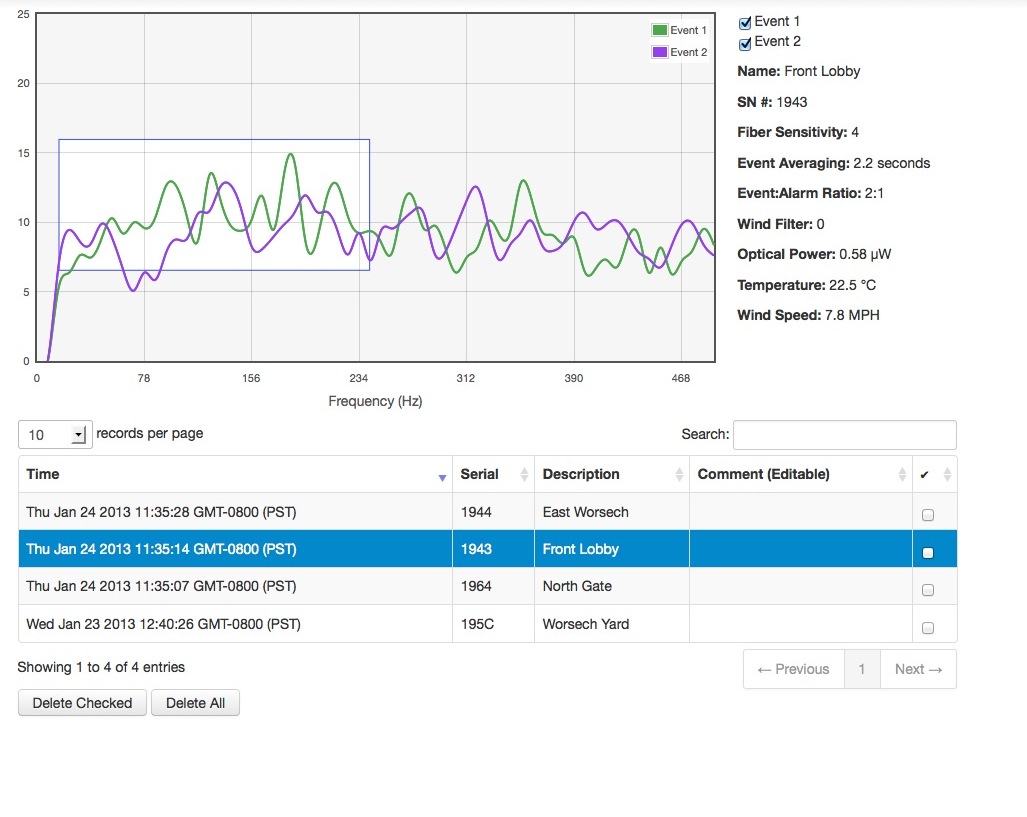 25
20
15
10
5
0
0 78 156 234 312 390 468
Frequency (Hz)
Event 1
Event 2
Event 1
Event 2
Name: Front Lobby
SN #: 1943
Fiber Sensitivity: 4
Event Averaging: 2.2 seconds
Event:Alarm Ratio: 2:1
Wind Filter: 0
Optical Power: 0.58 µW
Temperature: 22.5 °C
Wind Speed: 7.8 MPH
10 records per page Search:
Time Serial Description Comment (Editable) ✔
Thu Jan 24 2013 11:35:28 GMT-0800 (PST) 1944 East Worsech
Thu Jan 24 2013 11:35:14 GMT-0800 (PST) 1943 Front Lobby
Thu Jan 24 2013 11:35:07 GMT-0800 (PST) 1964 North Gate
Wed Jan 23 2013 12:40:26 GMT-0800 (PST) 195C Worsech Yard
Showing 1 to 4 of 4 entries ← Previous 1 Next →
Delete Checked Delete All